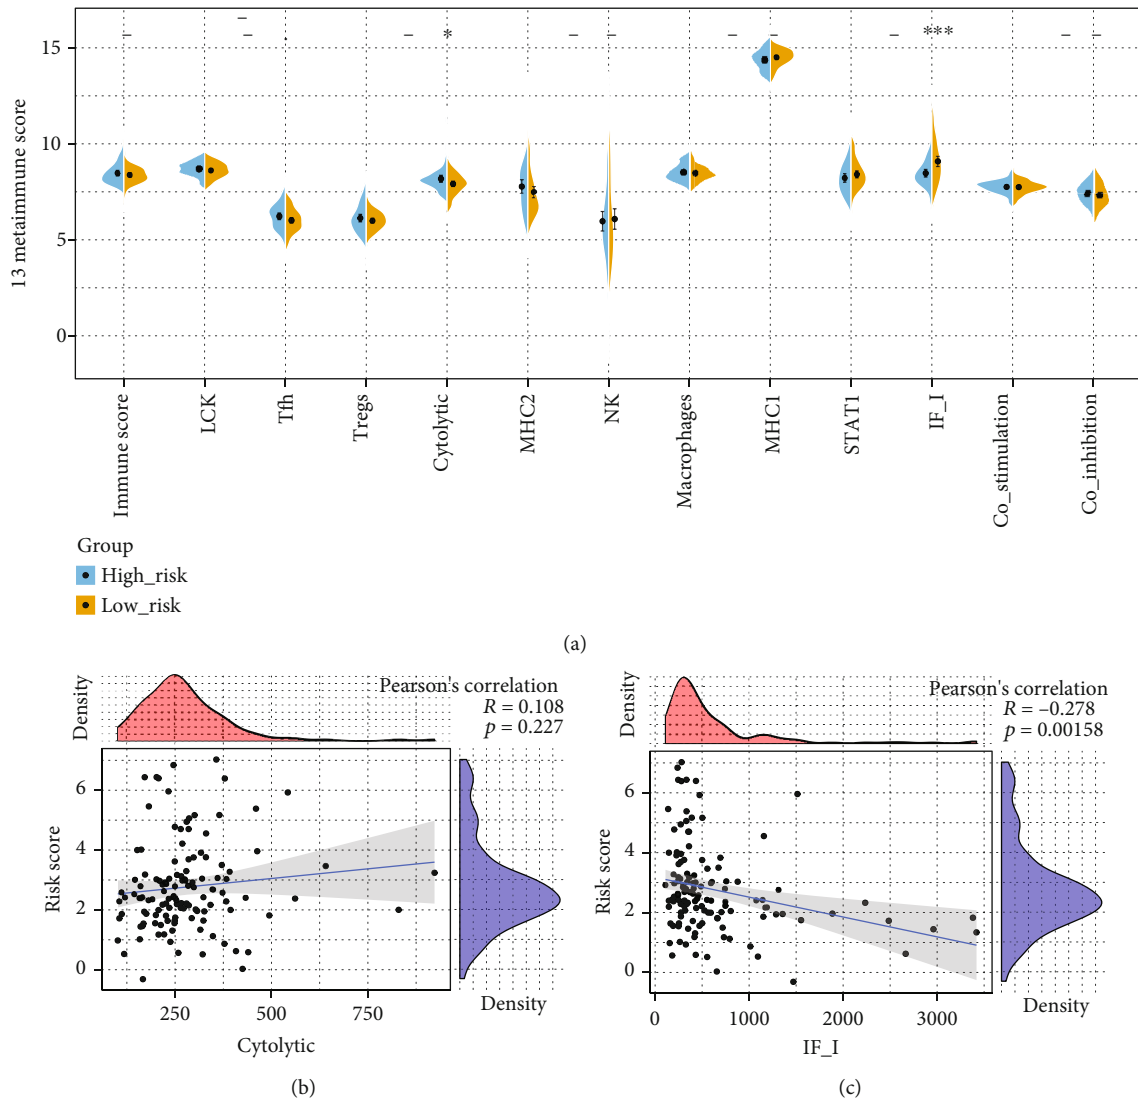 –
– – . – * – – – – – *** – –
13 metaimmune score
15
10
5
0
Immune score
LCK
Tfh
Tregs
Cytolytic
MHC2
NK
Macrophages
MHC1
STAT1
IF_I
Co_stimulation
Co_inhibition
Group
High_risk
Low_risk
(a)
Density
Pearson's correlation
R = 0.108
p = 0.227
Risk score
6
4
2
0
250
500
750
Cytolytic
Density
(b)
Density
Pearson's correlation
R = –0.278
p = 0.00158
Risk score
6
4
2
0
0
1000
2000
3000
IF_I
Density
(c)